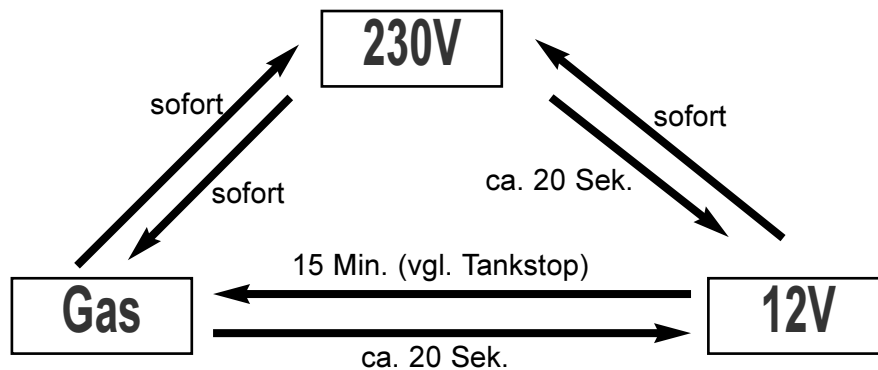 230V
sofort
sofort
sofort
ca. 20 Sek.
15 Min. (vgl. Tankstop)
Gas
12V
ca. 20 Sek.